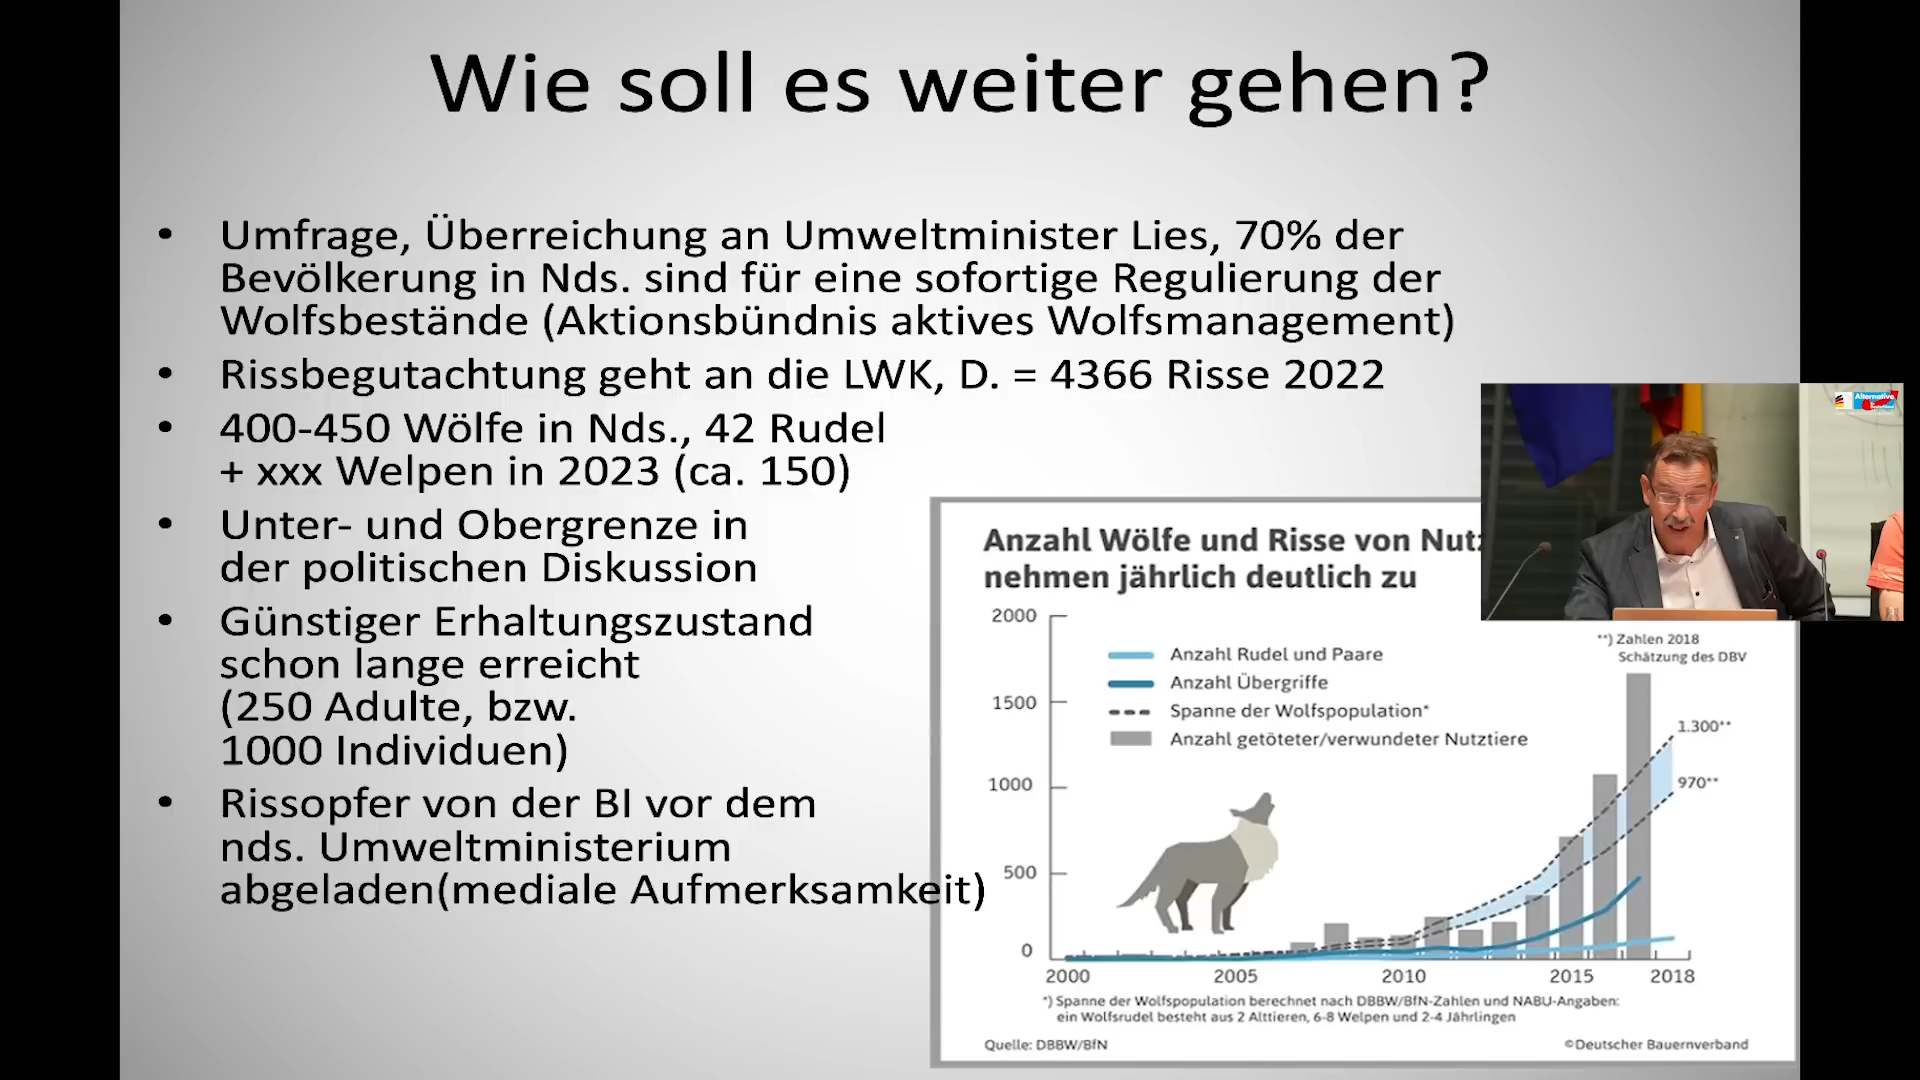 Wie soll es weiter gehen?
• Umfrage, Überreichung an Umweltminister Lies, 70% der
Bevölkerung in Nds. sind für eine sofortige Regulierung der
Wolfsbestände (Aktionsbündnis aktives Wolfsmanagement)
• Rissbegutachtung geht an die LWK, D. = 4366 Risse 2022
• 400-450 Wölfe in Nds., 42 Rudel
+ xxx Welpen in 2023 (ca. 150)
• Unter- und Obergrenze in
der politischen Diskussion
• Günstiger Erhaltungszustand
schon lange erreicht
(250 Adulte, bzw.
1000 Individuen)
• Rissopfer von der BI vor dem
nds. Umweltministerium
abgeladen(mediale Aufmerksamkeit)
Alternative
Anzahl Wölfe und Risse von
nehmen jährlich deutlich zu
**) Zahlen 2018
Schätzung des DBV
Anzahl Rudel und Paare
Anzahl Übergriffe
Spanne der Wolfspopulation*
Anzahl getöteter/verwundeter Nutztiere
2000
1500
1000
500
0
1.300**
970**
2000 2005 2010 2015 2018
*) Spanne der Wolfspopulation berechnet nach DBBW/BfN-Zahlen und NABU-Angaben:
ein Wolfsrudel besteht aus 2 Alttieren, 6-8 Welpen und 2-4 Jährlingen
Quelle: DBBW/BfN ©Deutscher Bauernverband